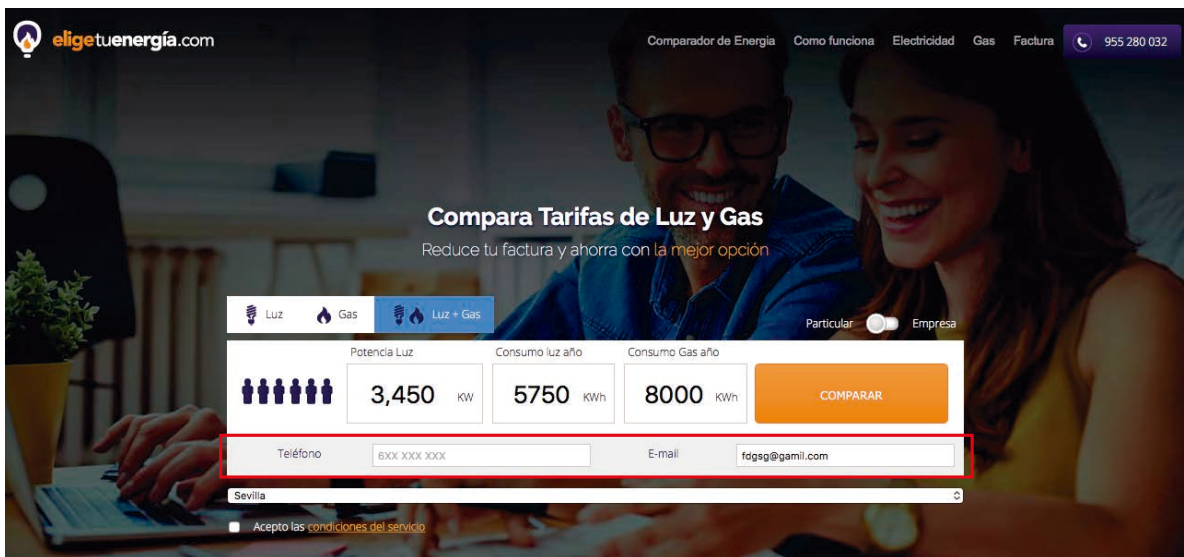 eligetuenergía.com
Comparador de Energia Como funciona Electricidad Gas Factura 955 280 032
Compara Tarifas de Luz y Gas
Reduce tu factura y ahorra con la mejor opción
Luz Gas Luz + Gas
Particular Empresa
Potencia Luz Consumo luz año Consumo Gas año
3,450 KW 5750 KWh 8000 KWh COMPARAR
Teléfono 6XX XXX XXX E-mail fdgsg@gamil.com
Sevilla
Acepto las condiciones del servicio